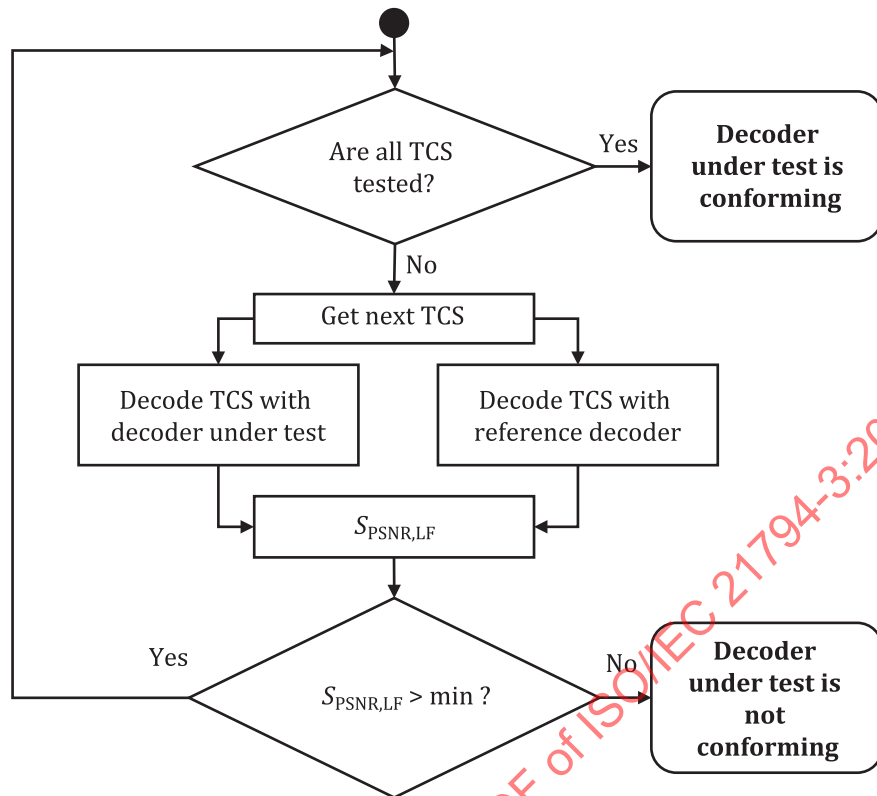 Are all TCS
tested?
Yes
Decoder
under test is
conforming
No
Get next TCS
Decode TCS with
decoder under test
Decode TCS with
reference decoder
S_PSNR,LF
Yes
S_PSNR,LF > min ?
No
Decoder
under test is
not
conforming
of ISO/IEC 21794-3:20